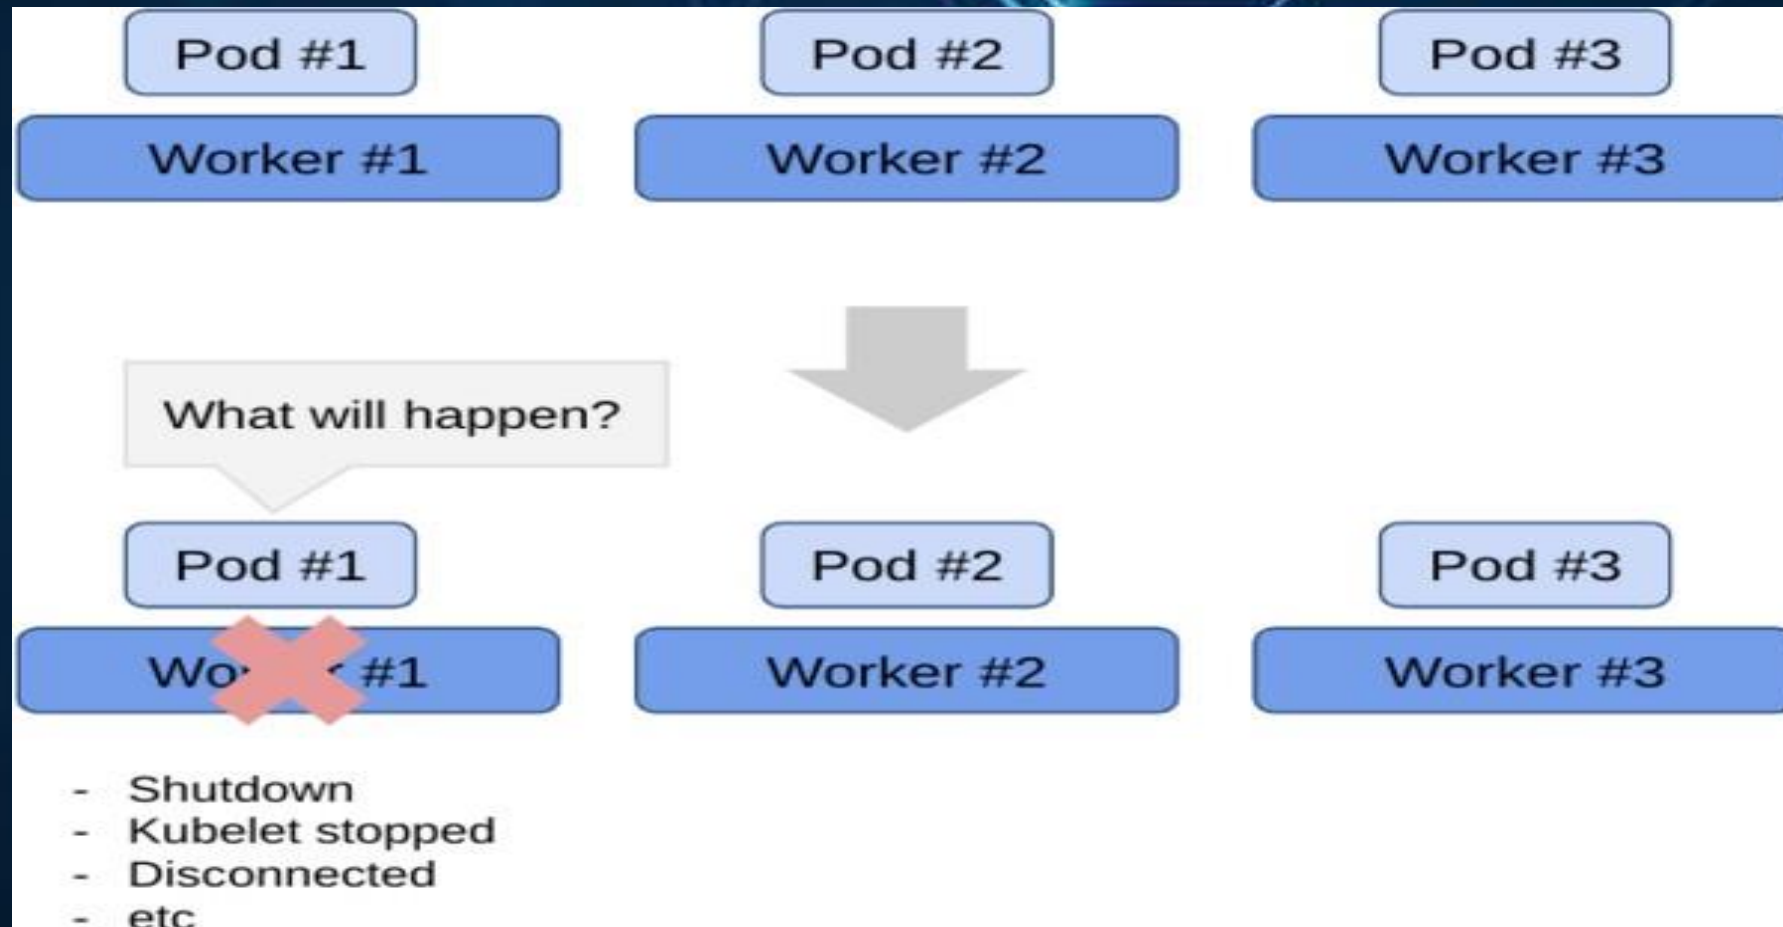 Pod #1
Pod #2
Pod #3
Worker #1
Worker #2
Worker #3
What will happen?
Pod #1
Pod #2
Pod #3
#1
Worker #2
Worker #3
- Shutdown
- Kubelet stopped
- Disconnected
- etc